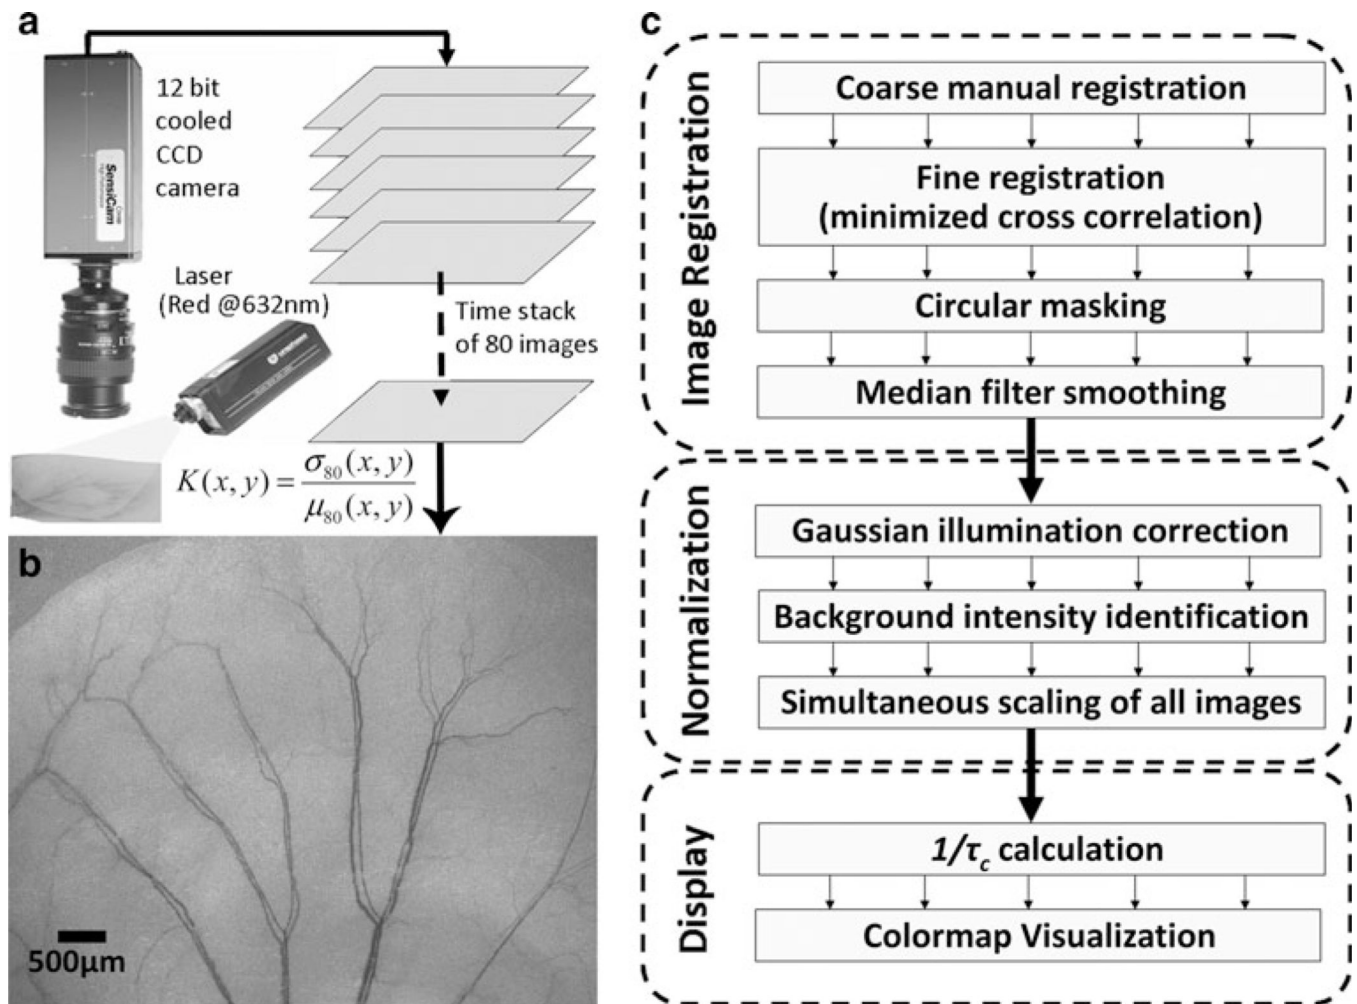 a
12 bit
cooled
CCD
camera
SensiCam
Laser
(Red @632nm)
Time stack
of 80 images
K(x, y) = σ₈₀(x, y) / μ₈₀(x, y)
b
500μm
c
Image Registration
Coarse manual registration
Fine registration
(minimized cross correlation)
Circular masking
Median filter smoothing
Normalization
Gaussian illumination correction
Background intensity identification
Simultaneous scaling of all images
Display
1/τc calculation
Colormap Visualization